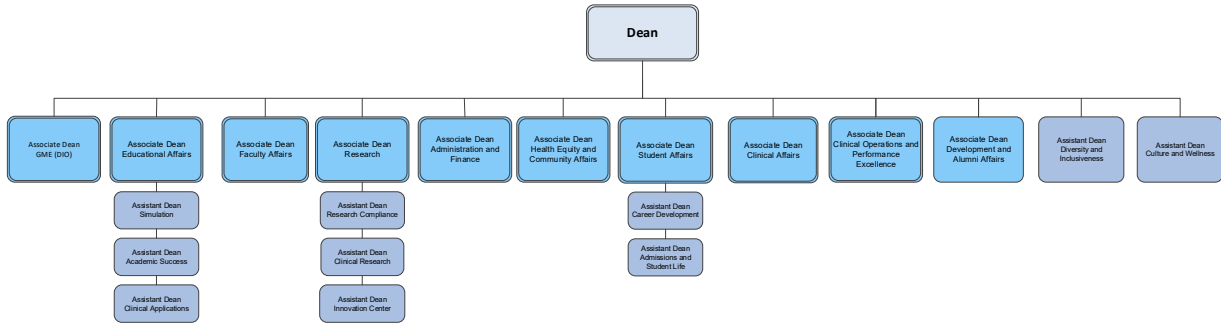 Dean
Associate Dean
GME (DIO)
Associate Dean
Educational Affairs
Associate Dean
Faculty Affairs
Associate Dean
Research
Associate Dean
Administration and
Finance
Associate Dean
Health Equity and
Community Affairs
Associate Dean
Student Affairs
Associate Dean
Clinical Affairs
Associate Dean
Clinical Operations and
Performance
Excellence
Associate Dean
Development and
Alumni Affairs
Assistant Dean
Diversity and
Inclusiveness
Assistant Dean
Culture and Wellness
Assistant Dean
Simulation
Assistant Dean
Academic Success
Assistant Dean
Clinical Applications
Assistant Dean
Research Compliance
Assistant Dean
Clinical Research
Assistant Dean
Innovation Center
Assistant Dean
Career Development
Assistant Dean
Admissions and
Student Life